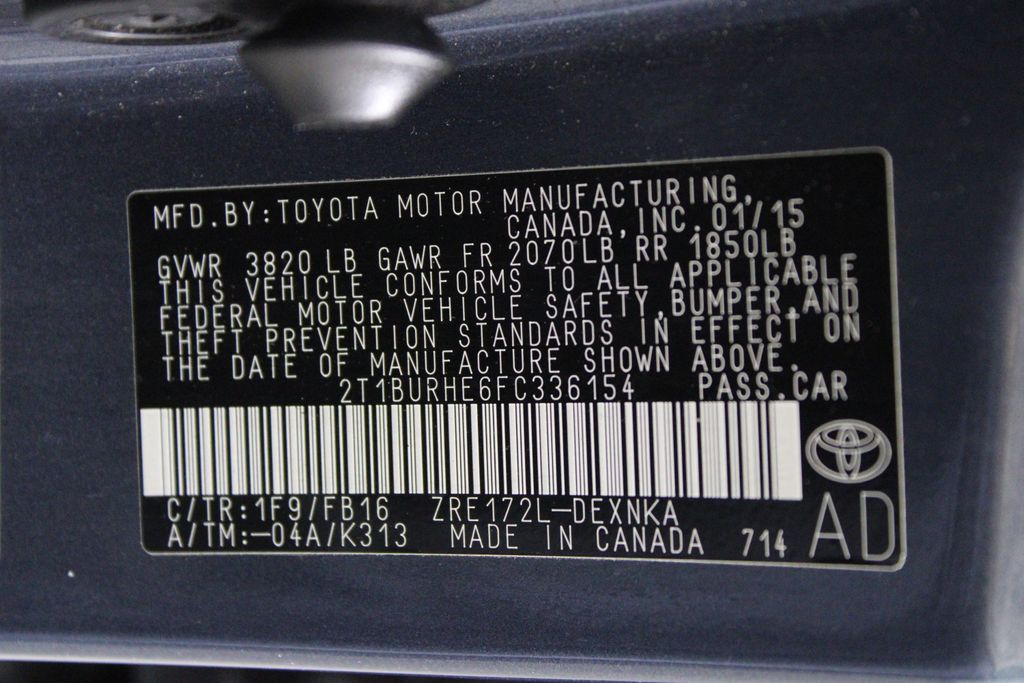 MFD.BY:TOYOTA MOTOR MANUFACTURING,
CANADA,INC.01/15
GVWR 3820 LB GAWR FR 2070LB RR 1850LB
THIS VEHICLE CONFORMS TO ALL APPLICABLE
FEDERAL MOTOR VEHICLE SAFETY,BUMPER,AND
THEFT PREVENTION STANDARDS IN EFFECT ON
THE DATE OF MANUFACTURE SHOWN ABOVE.
2T1BURHE6FC336154 PASS.CAR
C/TR:1F9/FB16 ZRE172L-DEXNKA
A/TM:-04A/K313 MADE IN CANADA 714 AD